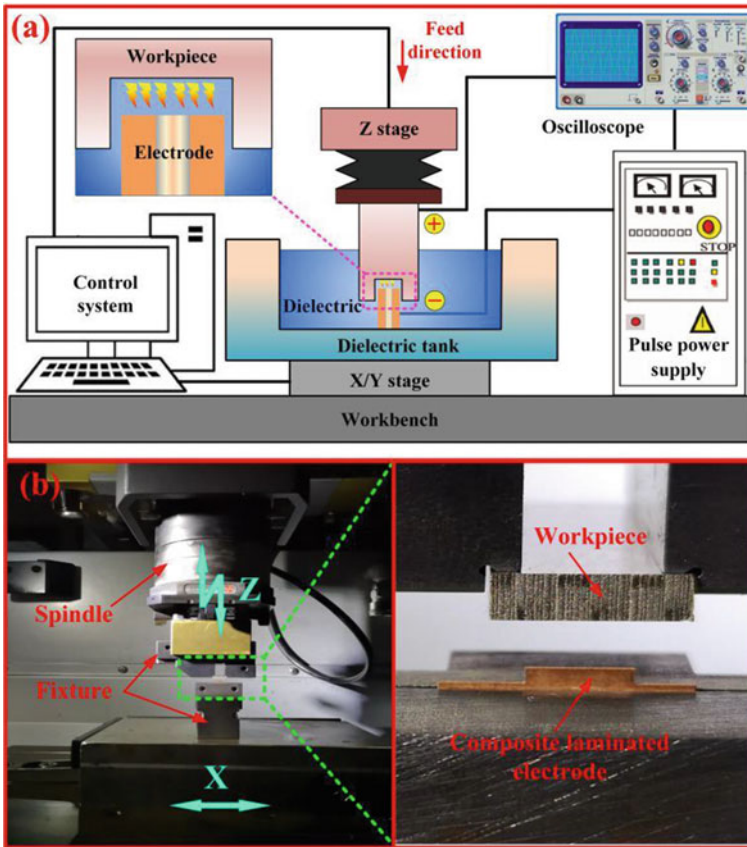 (a)
Workpiece
Electrode
Feed
direction
Z stage
Oscilloscope
+
−
STOP
Control
system
Dielectric
Dielectric tank
X/Y stage
Workbench
Pulse power
supply
(b)
Spindle
Z
Fixture
X
Workpiece
Composite laminated
electrode